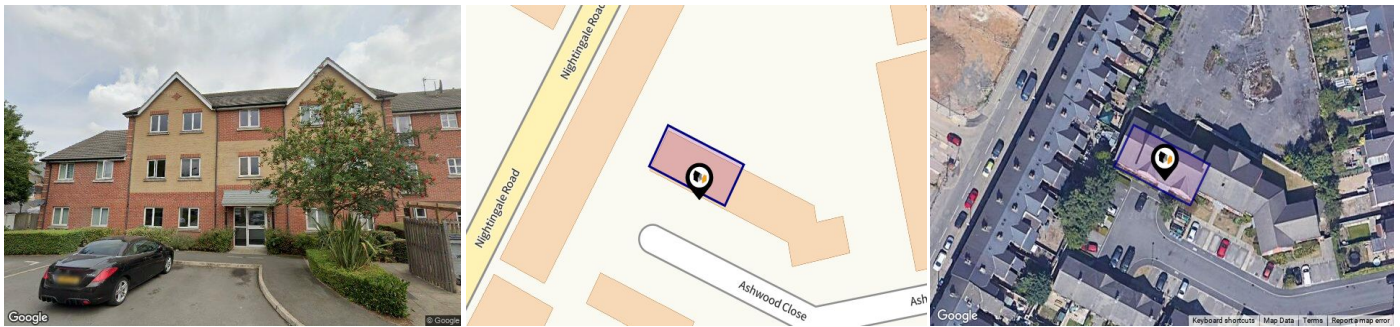 Google
© Google
Nightingale Road
Nightingale Road
Ashwood Close
Ash
Google
Keyboard shortcuts
Map Data
Terms
Report a map error